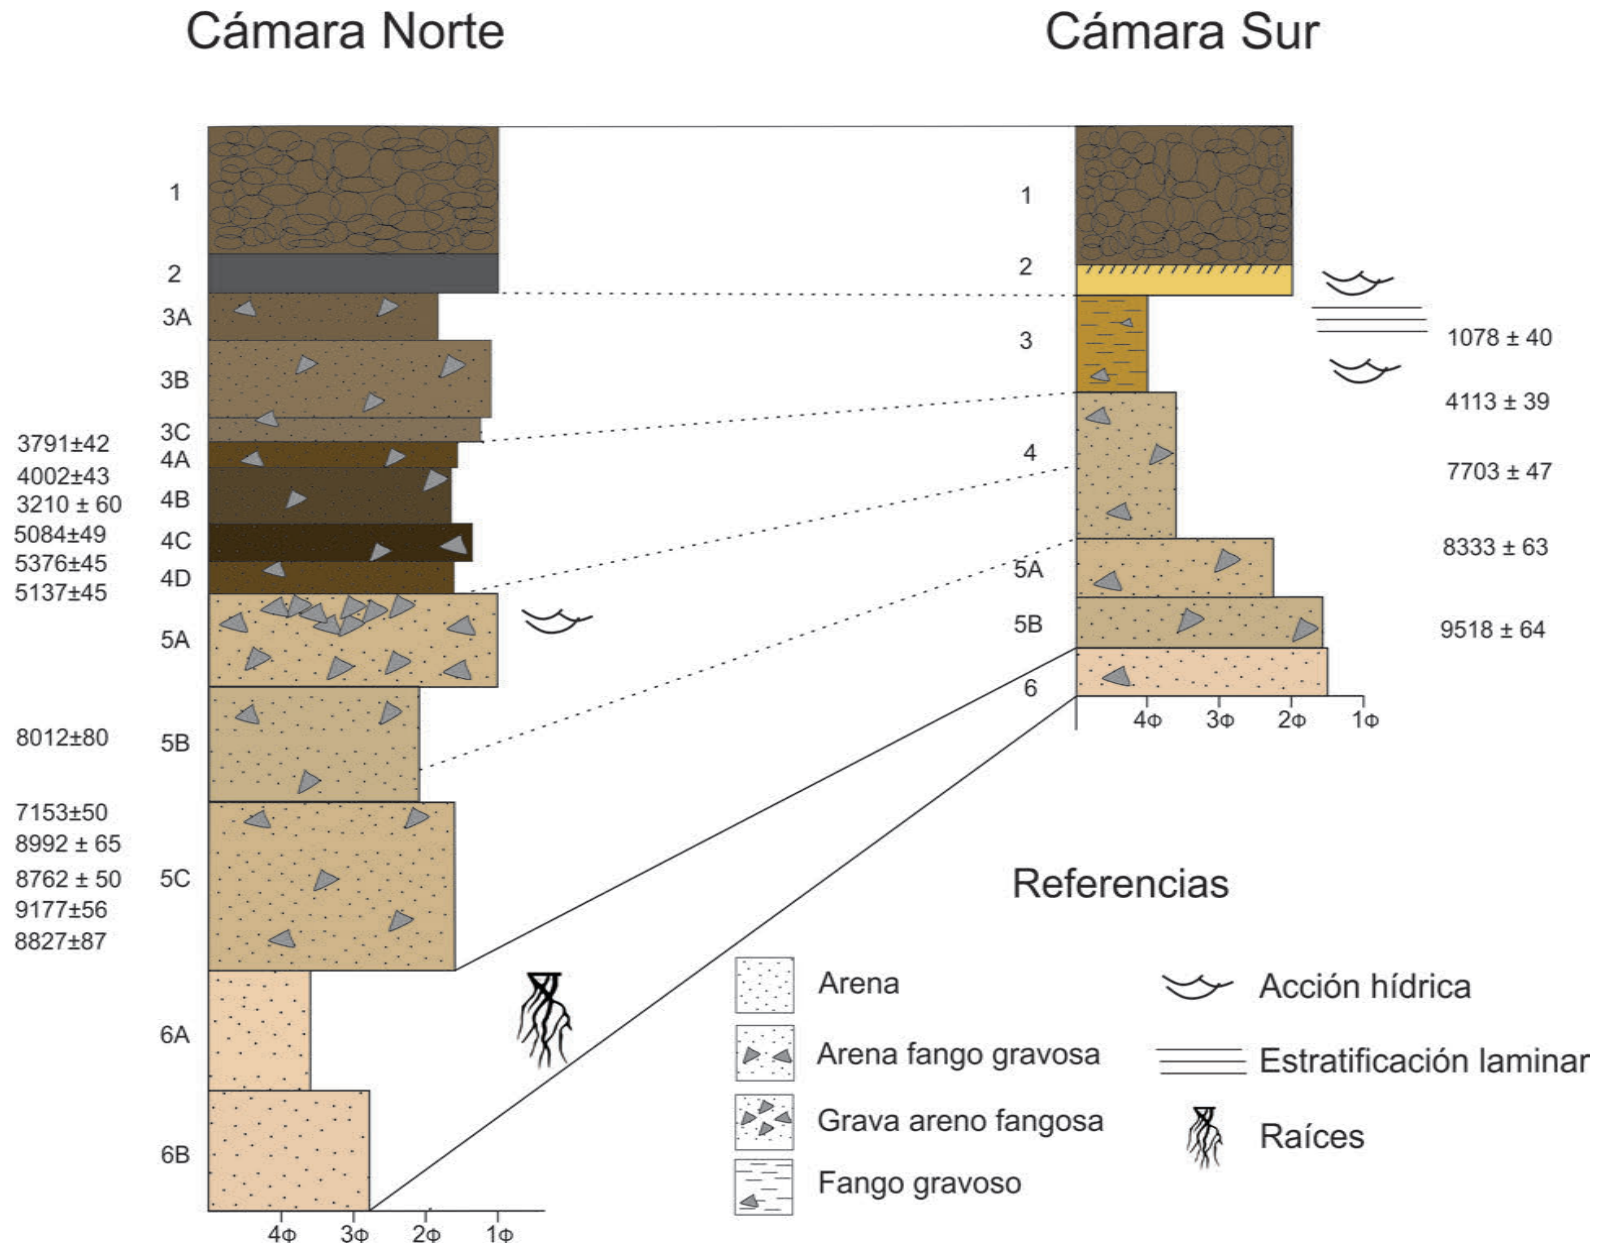 Cámara Norte
Cámara Sur
1
2
3A
3B
3C
4A
4B
4C
4D
5A
5B
5C
6A
6B
3791±42
4002±43
3210 ± 60
5084±49
5376±45
5137±45
8012±80
7153±50
8992 ± 65
8762 ± 50
9177±56
8827±87
4Φ 3Φ 2Φ 1Φ
1
2
3
4
5A
5B
6
1078 ± 40
4113 ± 39
7703 ± 47
8333 ± 63
9518 ± 64
4Φ 3Φ 2Φ 1Φ
Referencias
Arena
Arena fango gravosa
Grava areno fangosa
Fango gravoso
Acción hídrica
Estratificación laminar
Raíces